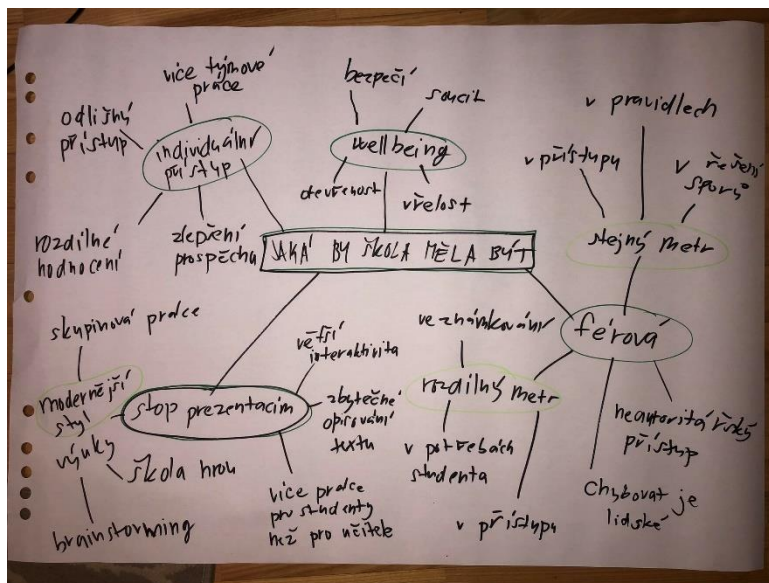 více týmové
práce
odlišný
přístup
individuální
přístup
rozdílné
hodnocení
zlepšení
prospěchu
bezpečí
soucit
wellbeing
otevřenost
vřelost
v pravidlech
v přístupu
v řešení
sporů
stejný metr
JAKÁ BY ŠKOLA MĚLA BÝT
férová
neautoritářský
přístup
Chybovat je
lidské
ve známkování
rozdílný metr
v potřebách
studenta
v přístupu
stop prezentacím
větší
interaktivita
zbytečné
opisování
textu
více práce
pro studenty
než pro učitele
skupinová práce
modernější
styl
výuky
škola hrou
brainstorming